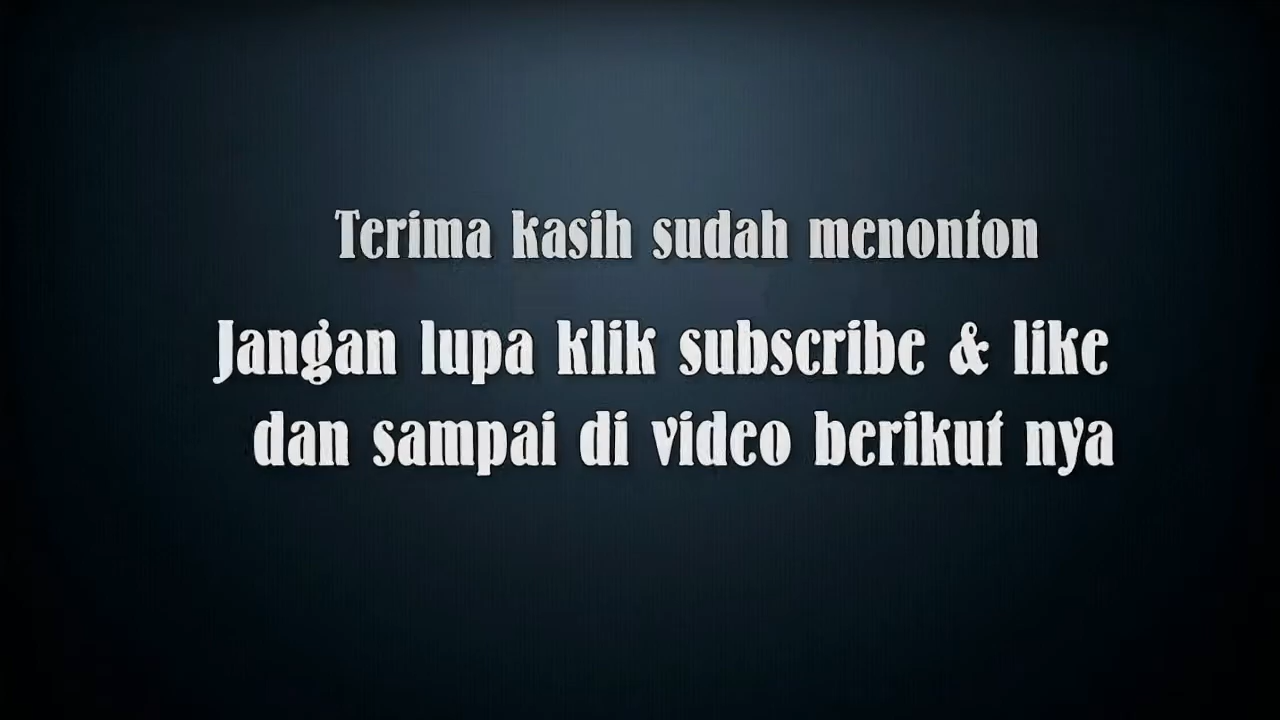 Terima kasih sudah menonton
Jangan lupa klik subscribe & like
dan sampai di video berikut nya